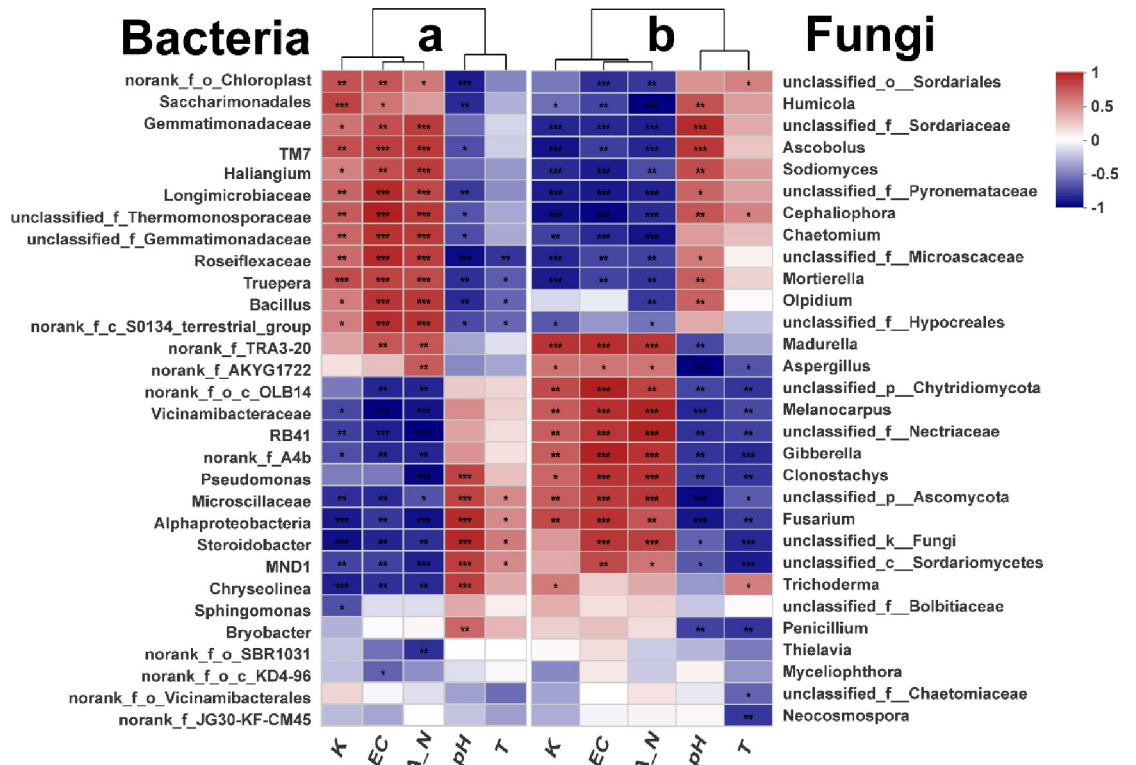 Bacteria a b Fungi
norank_f_o_Chloroplast ** ** * *** *** ** * unclassified_o__Sordariales
Saccharimonadales *** * ** * ** *** ** Humicola
Gemmatimonadaceae * ** *** *** *** *** *** unclassified_f__Sordariaceae
TM7 ** *** *** * *** ** *** *** Ascobolus
Haliangium * ** *** *** *** ** ** Sodiomyces
Longimicrobiaceae ** *** *** ** *** *** *** * unclassified_f__Pyronemataceae
unclassified_f_Thermomonosporaceae ** *** *** * *** *** *** ** * Cephaliophora
unclassified_f_Gemmatimonadaceae ** *** *** * ** *** *** Chaetomium
Roseiflexaceae ** *** *** *** ** *** ** ** * unclassified_f__Microascaceae
Truepera *** *** *** ** * *** ** ** ** Mortierella
Bacillus * *** *** ** * ** ** Olpidium
norank_f_c_S0134_terrestrial_group * *** *** * * * * unclassified_f__Hypocreales
norank_f_TRA3-20 ** ** *** *** *** ** Madurella
norank_f_AKYG1722 ** * * * *** * Aspergillus
norank_f_o_c_OLB14 ** ** ** *** ** ** ** unclassified_p__Chytridiomycota
Vicinamibacteraceae * *** *** ** *** *** *** ** Melanocarpus
RB41 ** *** *** ** *** *** ** ** unclassified_f__Nectriaceae
norank_f_A4b * ** ** ** *** *** ** *** Gibberella
Pseudomonas *** *** * *** *** ** ** Clonostachys
Microscillaceae ** ** * *** * ** *** *** *** * unclassified_p__Ascomycota
Alphaproteobacteria *** ** *** *** * ** *** ** *** ** Fusarium
Steroidobacter *** ** ** *** * *** *** * *** unclassified_k__Fungi
MND1 ** ** *** *** * ** * * *** unclassified_c__Sordariomycetes
Chryseolinea *** ** ** *** * * Trichoderma
Sphingomonas * unclassified_f__Bolbitiaceae
Bryobacter ** ** ** Penicillium
norank_f_o_SBR1031 ** Thielavia
norank_f_o_c_KD4-96 * Myceliophthora
norank_f_o_Vicinamibacterales * unclassified_f__Chaetomiaceae
norank_f_JG30-KF-CM45 ** Neocosmospora
K EC A_N pH T K EC A_N pH T
1
0.5
0
-0.5
-1